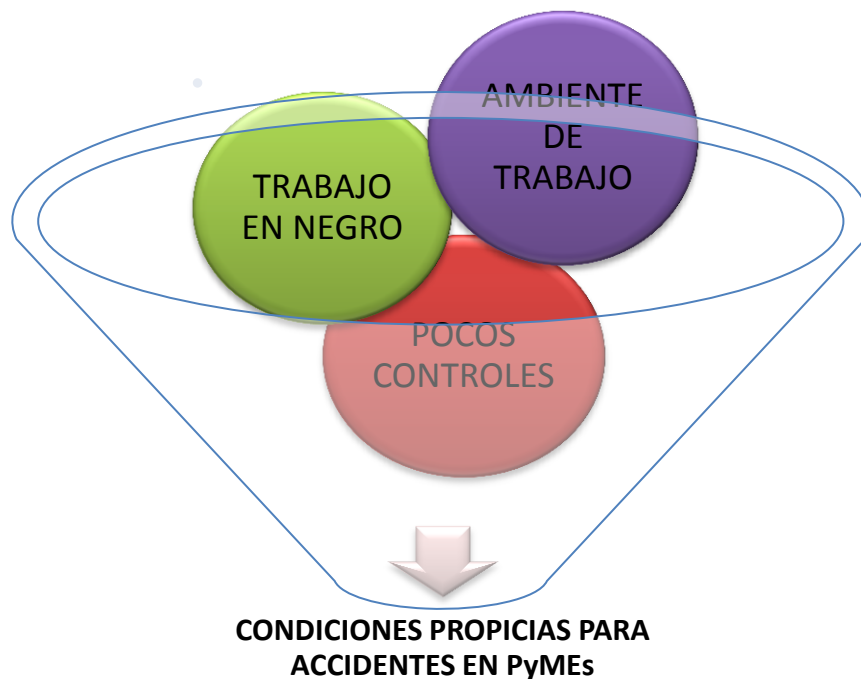 AMBIENTE
DE
TRABAJO
TRABAJO
EN NEGRO
POCOS
CONTROLES
CONDICIONES PROPICIAS PARA
ACCIDENTES EN PyMEs